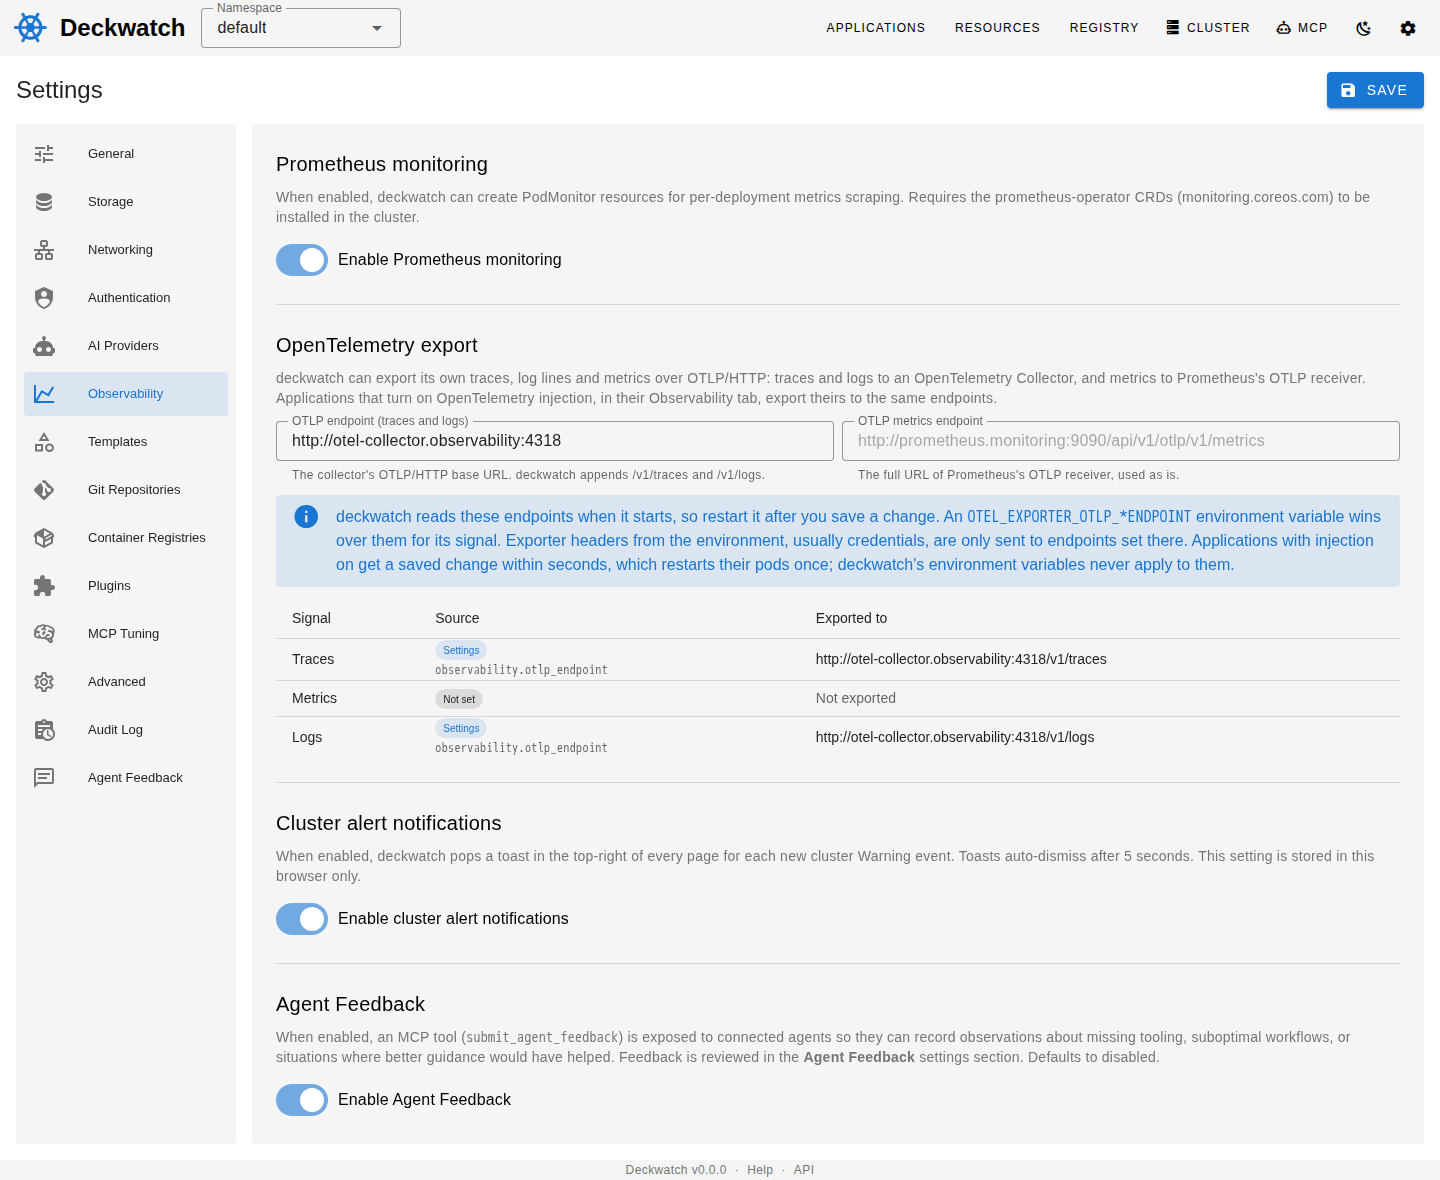 Deckwatch
Namespace
default
APPLICATIONS
RESOURCES
REGISTRY
CLUSTER
MCP
Settings
SAVE
General
Storage
Networking
Authentication
AI Providers
Observability
Templates
Git Repositories
Container Registries
Plugins
MCP Tuning
Advanced
Audit Log
Agent Feedback
Prometheus monitoring
When enabled, deckwatch can create PodMonitor resources for per-deployment metrics scraping. Requires the prometheus-operator CRDs (monitoring.coreos.com) to be
installed in the cluster.
Enable Prometheus monitoring
OpenTelemetry export
deckwatch can export its own traces, log lines and metrics over OTLP/HTTP: traces and logs to an OpenTelemetry Collector, and metrics to Prometheus's OTLP receiver.
Applications that turn on OpenTelemetry injection, in their Observability tab, export theirs to the same endpoints.
OTLP endpoint (traces and logs)
http://otel-collector.observability:4318
The collector's OTLP/HTTP base URL. deckwatch appends /v1/traces and /v1/logs.
OTLP metrics endpoint
http://prometheus.monitoring:9090/api/v1/otlp/v1/metrics
The full URL of Prometheus's OTLP receiver, used as is.
deckwatch reads these endpoints when it starts, so restart it after you save a change. An OTEL_EXPORTER_OTLP_*ENDPOINT environment variable wins
over them for its signal. Exporter headers from the environment, usually credentials, are only sent to endpoints set there. Applications with injection
on get a saved change within seconds, which restarts their pods once; deckwatch's environment variables never apply to them.
Signal Source Exported to
Traces Settings http://otel-collector.observability:4318/v1/traces
observability.otlp_endpoint
Metrics Not set Not exported
Logs Settings http://otel-collector.observability:4318/v1/logs
observability.otlp_endpoint
Cluster alert notifications
When enabled, deckwatch pops a toast in the top-right of every page for each new cluster Warning event. Toasts auto-dismiss after 5 seconds. This setting is stored in this
browser only.
Enable cluster alert notifications
Agent Feedback
When enabled, an MCP tool (submit_agent_feedback) is exposed to connected agents so they can record observations about missing tooling, suboptimal workflows, or
situations where better guidance would have helped. Feedback is reviewed in the Agent Feedback settings section. Defaults to disabled.
Enable Agent Feedback
Deckwatch v0.0.0 · Help · API